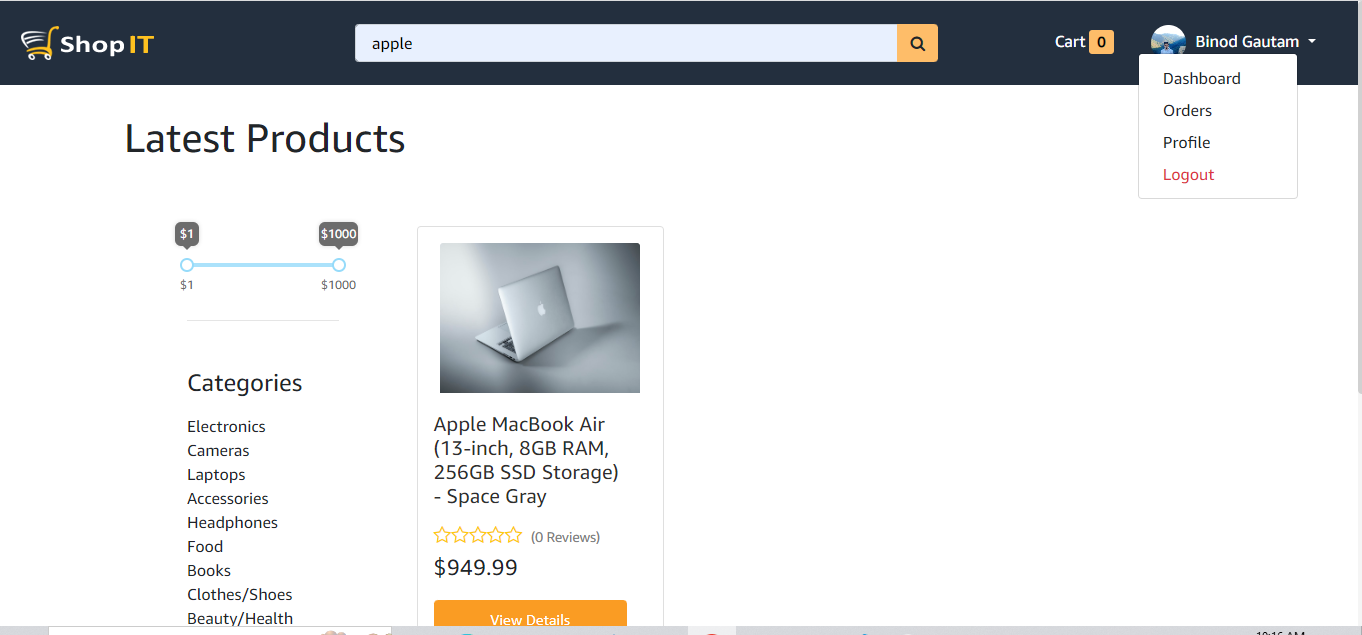 Shop IT
apple
Cart 0
Binod Gautam
Dashboard
Orders
Profile
Logout
Latest Products
$1
$1000
$1
$1000
Categories
Electronics
Cameras
Laptops
Accessories
Headphones
Food
Books
Clothes/Shoes
Beauty/Health
Apple MacBook Air
(13-inch, 8GB RAM,
256GB SSD Storage)
- Space Gray
(0 Reviews)
$949.99
View Details